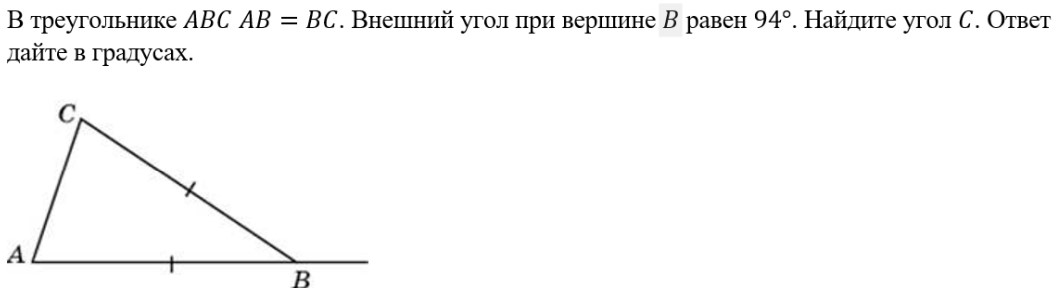 В треугольнике ABC AB = BC. Внешний угол при вершине B равен 94°. Найдите угол C. Ответ
дайте в градусах.
C
A
B